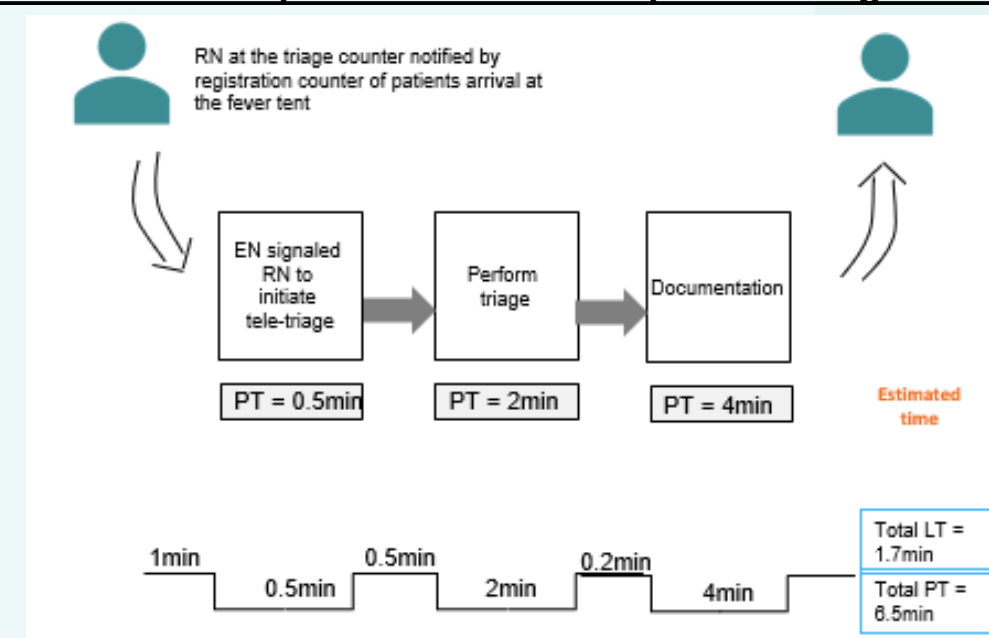 RN at the triage counter notified by
registration counter of patients arrival at
the fever tent
EN signaled
RN to
initiate
tele-triage
Perform
triage
Documentation
PT = 0.5min
PT = 2min
PT = 4min
Estimated
time
1min
0.5min
0.5min
2min
0.2min
4min
Total LT =
1.7min
Total PT =
6.5min